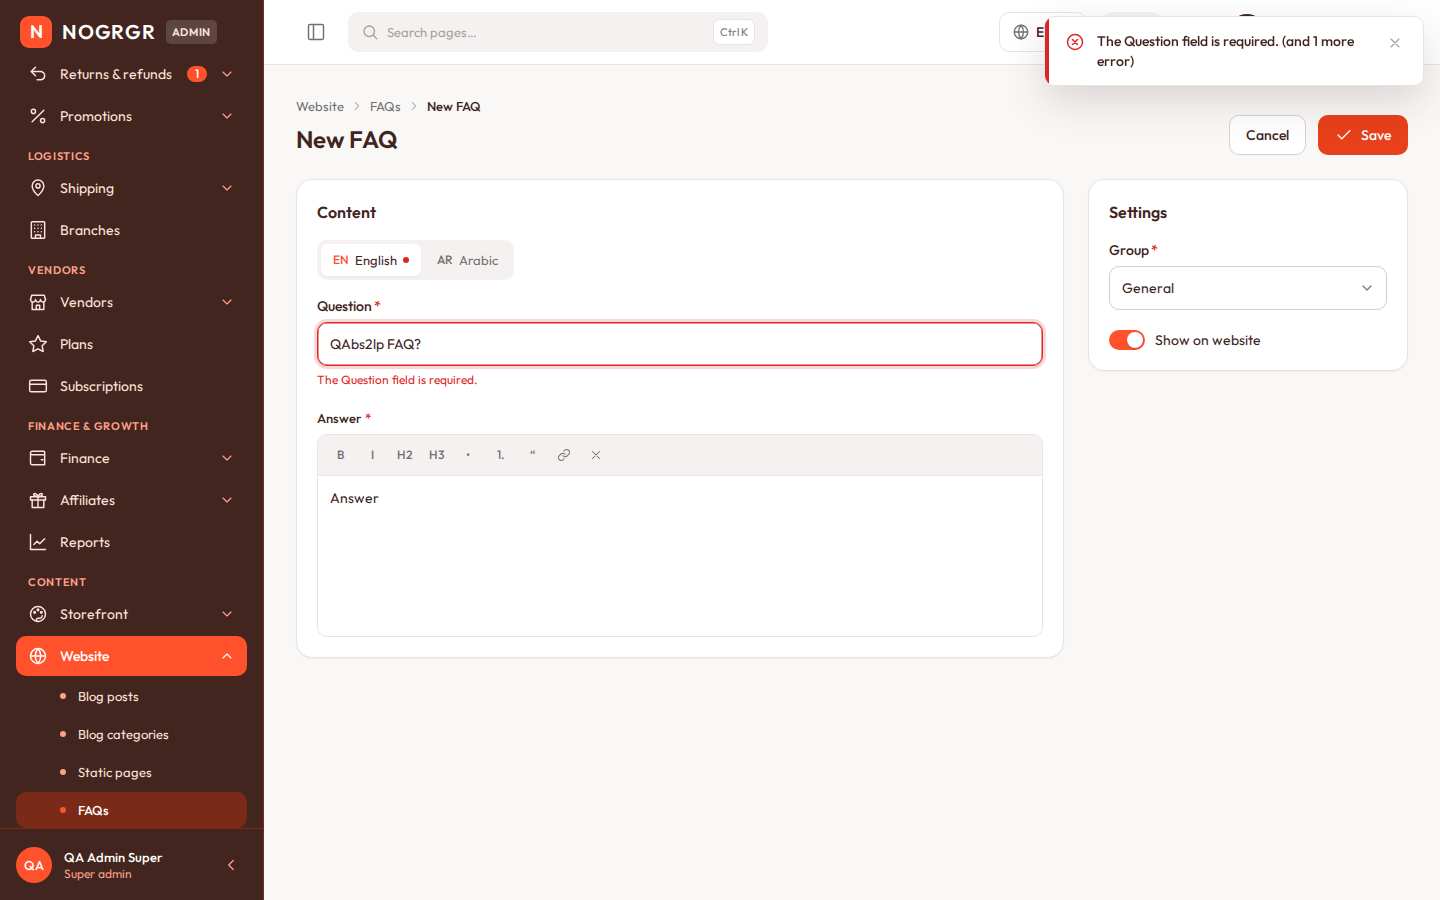 N NOGRGR ADMIN
Returns & refunds 1
Promotions
LOGISTICS
Shipping
Branches
VENDORS
Vendors
Plans
Subscriptions
FINANCE & GROWTH
Finance
Affiliates
Reports
CONTENT
Storefront
Website
Blog posts
Blog categories
Static pages
FAQs
QA QA Admin Super
Super admin
Search pages... Ctrl K
The Question field is required. (and 1 more
error)
Website FAQs New FAQ
New FAQ
Cancel Save
Content
EN English AR Arabic
Question *
QAbs2lp FAQ?
The Question field is required.
Answer *
B I H2 H3 • 1. “
Answer
Settings
Group *
General
Show on website